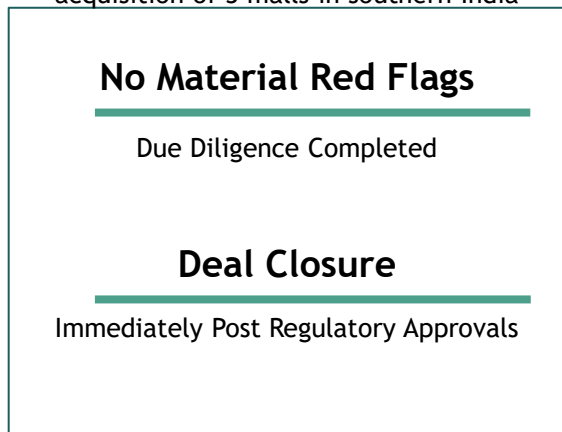 acquisition of 3 malls in southern India
No Material Red Flags
Due Diligence Completed
Deal Closure
Immediately Post Regulatory Approvals